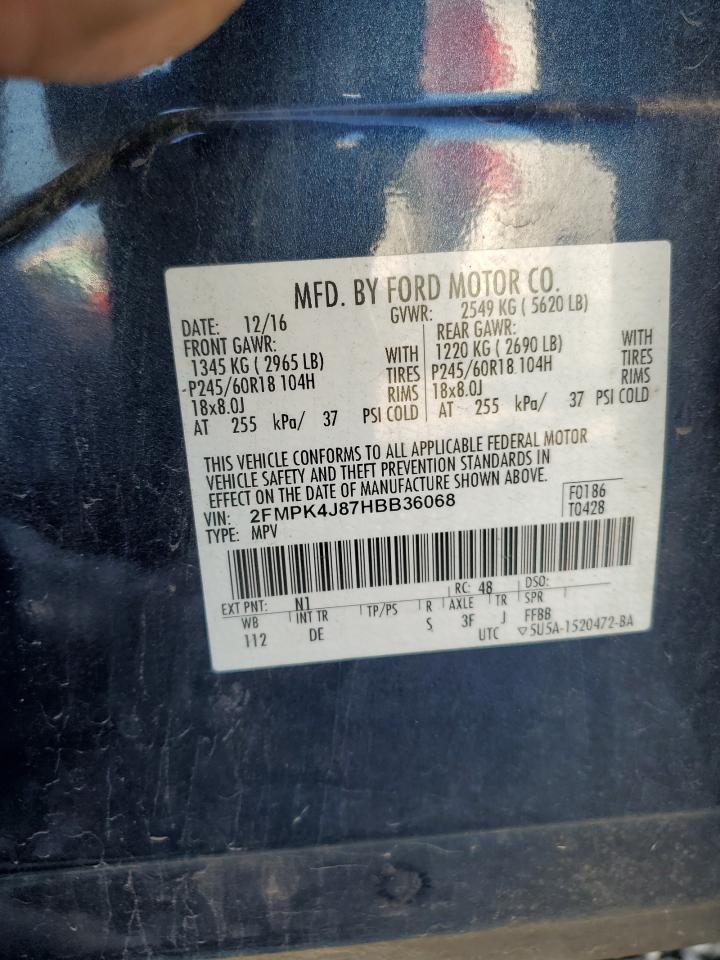 MFD. BY FORD MOTOR CO.
DATE: 12/16 GVWR: 2549 KG ( 5620 LB)
FRONT GAWR: REAR GAWR:
1345 KG ( 2965 LB) WITH 1220 KG ( 2690 LB) WITH
P245/60R18 104H TIRES P245/60R18 104H TIRES
18x8.0J RIMS 18x8.0J RIMS
AT 255 kPa/ 37 PSI COLD AT 255 kPa/ 37 PSI COLD
THIS VEHICLE CONFORMS TO ALL APPLICABLE FEDERAL MOTOR
VEHICLE SAFETY AND THEFT PREVENTION STANDARDS IN
EFFECT ON THE DATE OF MANUFACTURE SHOWN ABOVE.
VIN: 2FMPK4J87HBB36068 F0186
TYPE: MPV T0428
EXT PNT: N1 RC: 48 DSO:
WB INT TR TP/PS R AXLE TR SPR
112 DE S 3F J FFBB
UTC ▽5U5A-1520472-BA